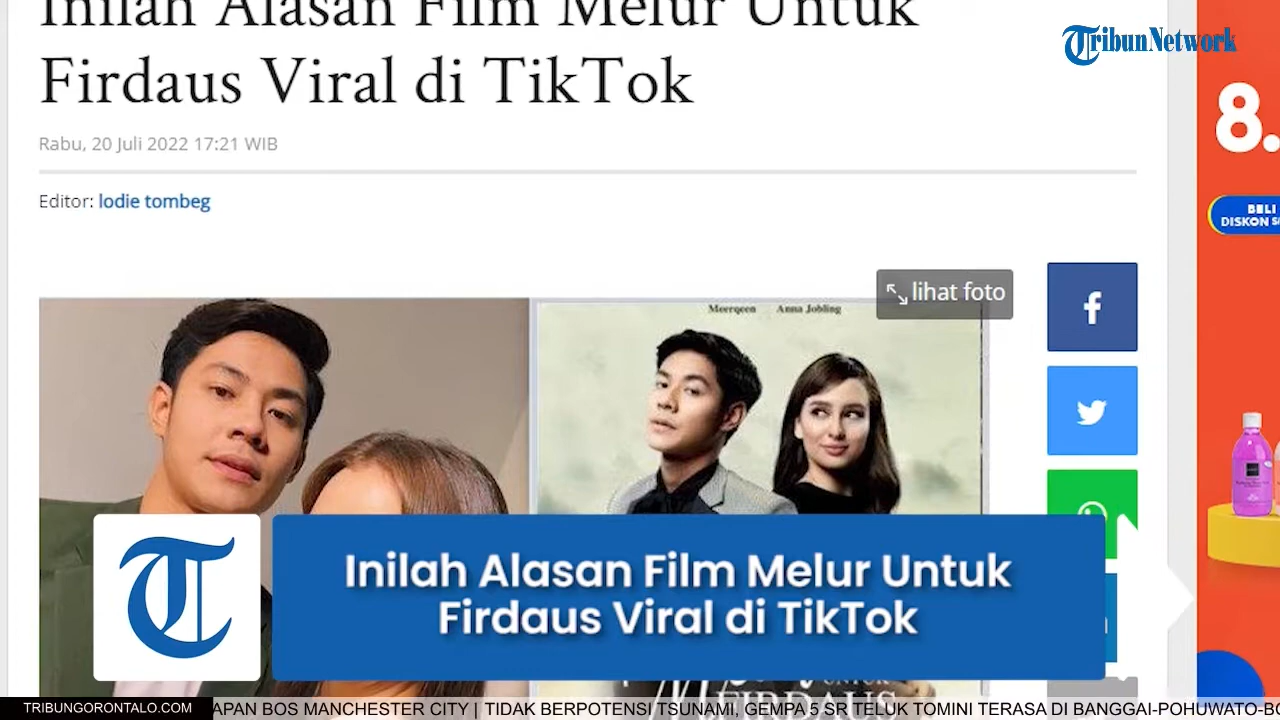 Inilah Alasan Film Melur Untuk
Firdaus Viral di TikTok
TribunNetwork
Rabu, 20 Juli 2022 17:21 WIB
Editor: lodie tombeg
8.
BELI
DISKON
lihat foto
Meerqeen Anna Jobling
Inilah Alasan Film Melur Untuk
Firdaus Viral di TikTok
UNTUK
FIRDAUS
TRIBUNGORONTALO.COM
APAN BOS MANCHESTER CITY | TIDAK BERPOTENSI TSUNAMI, GEMPA 5 SR TELUK TOMINI TERASA DI BANGGAI-POHUWATO-BO